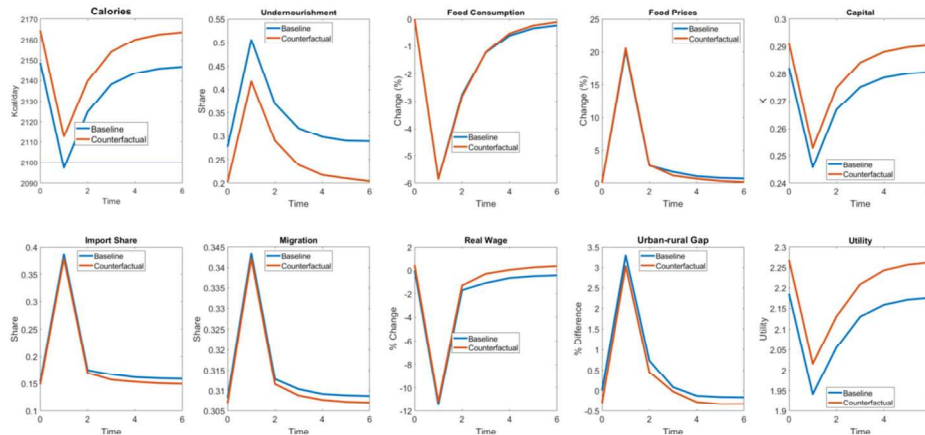 Calories
Kcal/day
2170
2160
2150
2140
2130
2120
2110
2100
2090
Baseline
Counterfactual
0 2 4 6
Time
Undernourishment
Share
0.55
0.5
0.45
0.4
0.35
0.3
0.25
0.2
Baseline
Counterfactual
0 2 4 6
Time
Food Consumption
Change (%)
0
-1
-2
-3
-4
-5
-6
Baseline
Counterfactual
0 2 4 6
Time
Food Prices
Change (%)
25
20
15
10
5
0
Baseline
Counterfactual
0 2 4 6
Time
Capital
K
0.3
0.29
0.28
0.27
0.26
0.25
0.24
Baseline
Counterfactual
0 2 4 6
Time
Import Share
Share
0.4
0.35
0.3
0.25
0.2
0.15
0.1
Baseline
Counterfactual
0 2 4 6
Time
Migration
Share
0.345
0.34
0.335
0.33
0.325
0.32
0.315
0.31
0.305
Baseline
Counterfactual
0 2 4 6
Time
Real Wage
% Change
2
0
-2
-4
-6
-8
-10
-12
Baseline
Counterfactual
0 2 4 6
Time
Urban-rural Gap
% Difference
3.5
3
2.5
2
1.5
1
0.5
0
-0.5
Baseline
Counterfactual
0 2 4 6
Time
Utility
Utility
2.3
2.2
2.1
2
1.9
Baseline
Counterfactual
0 2 4 6
Time